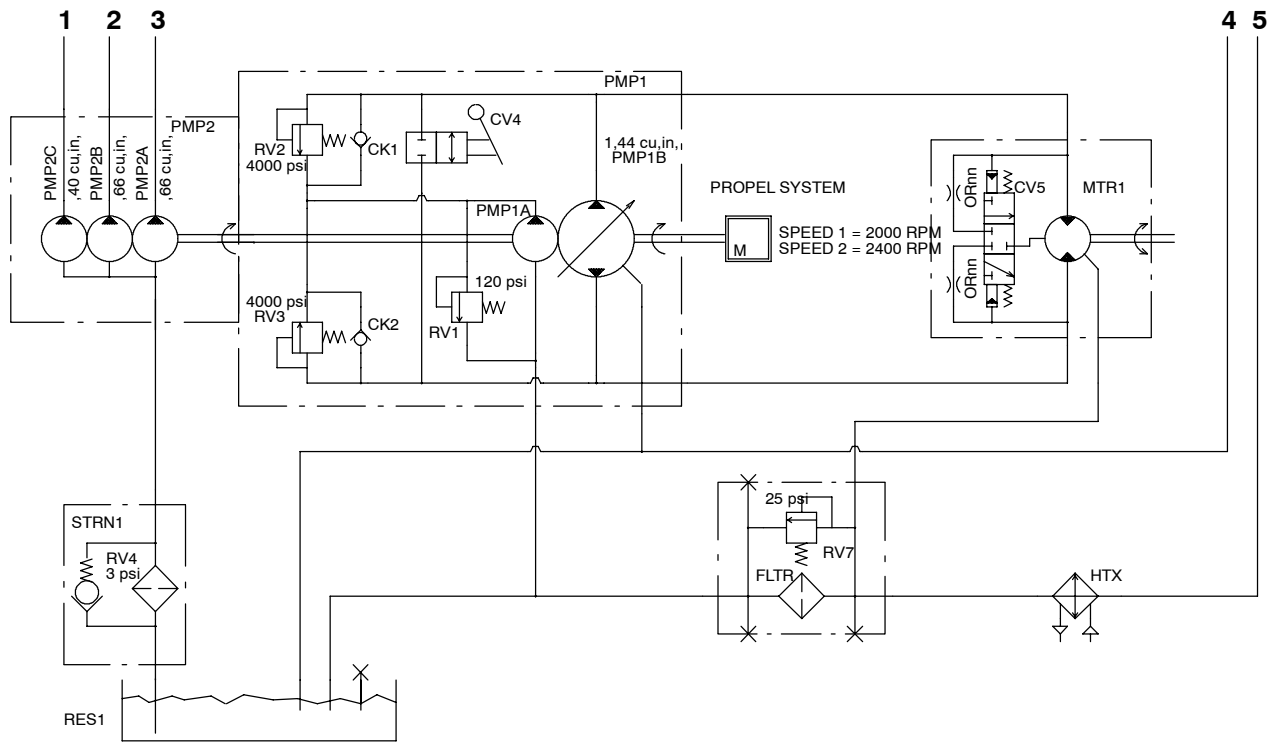 1 2 3 4 5
PMP1
PMP2
PMP2C
,40 cu,in,
PMP2B
,66 cu,in,
PMP2A
,66 cu,in,
RV2
4000 psi
CK1
CV4
1,44 cu,in,
PMP1B
PMP1A
PROPEL SYSTEM
M
SPEED 1 = 2000 RPM
SPEED 2 = 2400 RPM
ORnn
CV5
MTR1
ORnn
4000 psi
RV3
CK2
120 psi
RV1
STRN1
RV4
3 psi
25 psi
RV7
FLTR
HTX
RES1